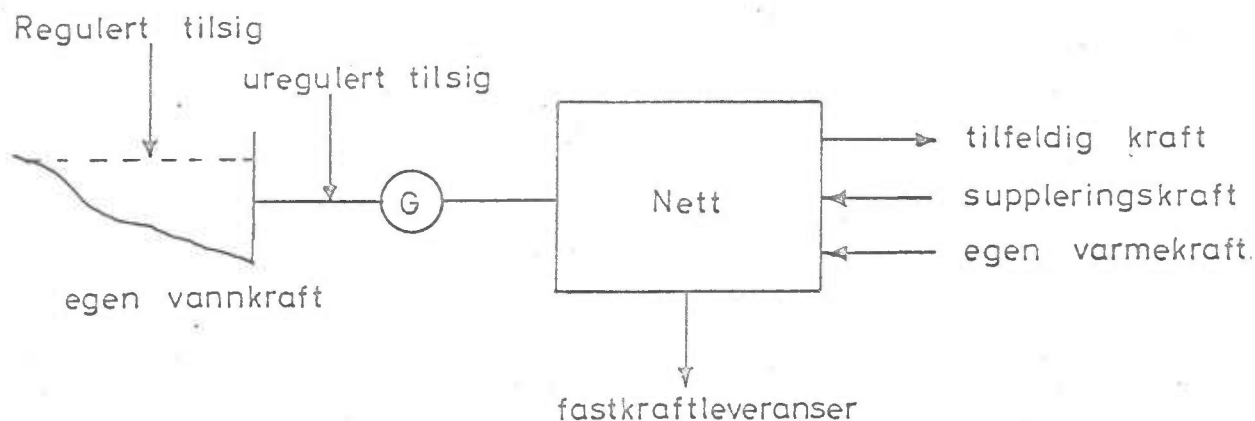 Regulert tilsig
uregulert tilsig
egen vannkraft
G
Nett
tilfeldig kraft
suppleringskraft
egen varmekraft.
fastkraftleveranser